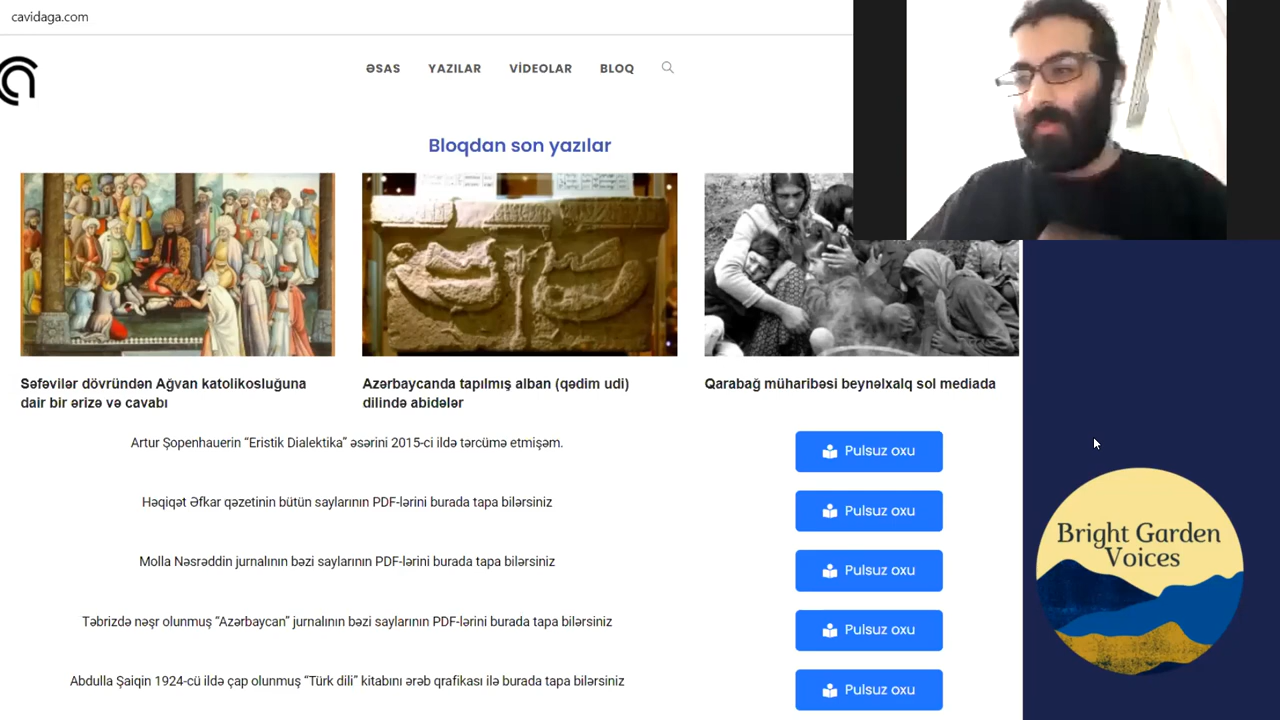 cavidaga.com
ƏSAS YAZILAR VİDEOLAR BLOQ
Bloqdan son yazılar
Səfəvilər dövründən Ağvan katolikosluğuna
dair bir ərizə və cavabı
Azərbaycanda tapılmış alban (qədim udi)
dilində abidələr
Qarabağ müharibəsi beynəlxalq sol mediada
Artur Şopenhauerin “Eristik Dialektika” əsərini 2015-ci ildə tərcümə etmişəm.
Pulsuz oxu
Həqiqət Əfkar qəzetinin bütün saylarının PDF-lərini burada tapa bilərsiniz
Pulsuz oxu
Molla Nəsrəddin jurnalının bəzi saylarının PDF-lərini burada tapa bilərsiniz
Pulsuz oxu
Təbrizdə nəşr olunmuş “Azərbaycan” jurnalının bəzi saylarının PDF-lərini burada tapa bilərsiniz
Pulsuz oxu
Abdulla Şaiqin 1924-cü ildə çap olunmuş “Türk dili” kitabını ərəb qrafikası ilə burada tapa bilərsiniz
Pulsuz oxu
Bright Garden
Voices